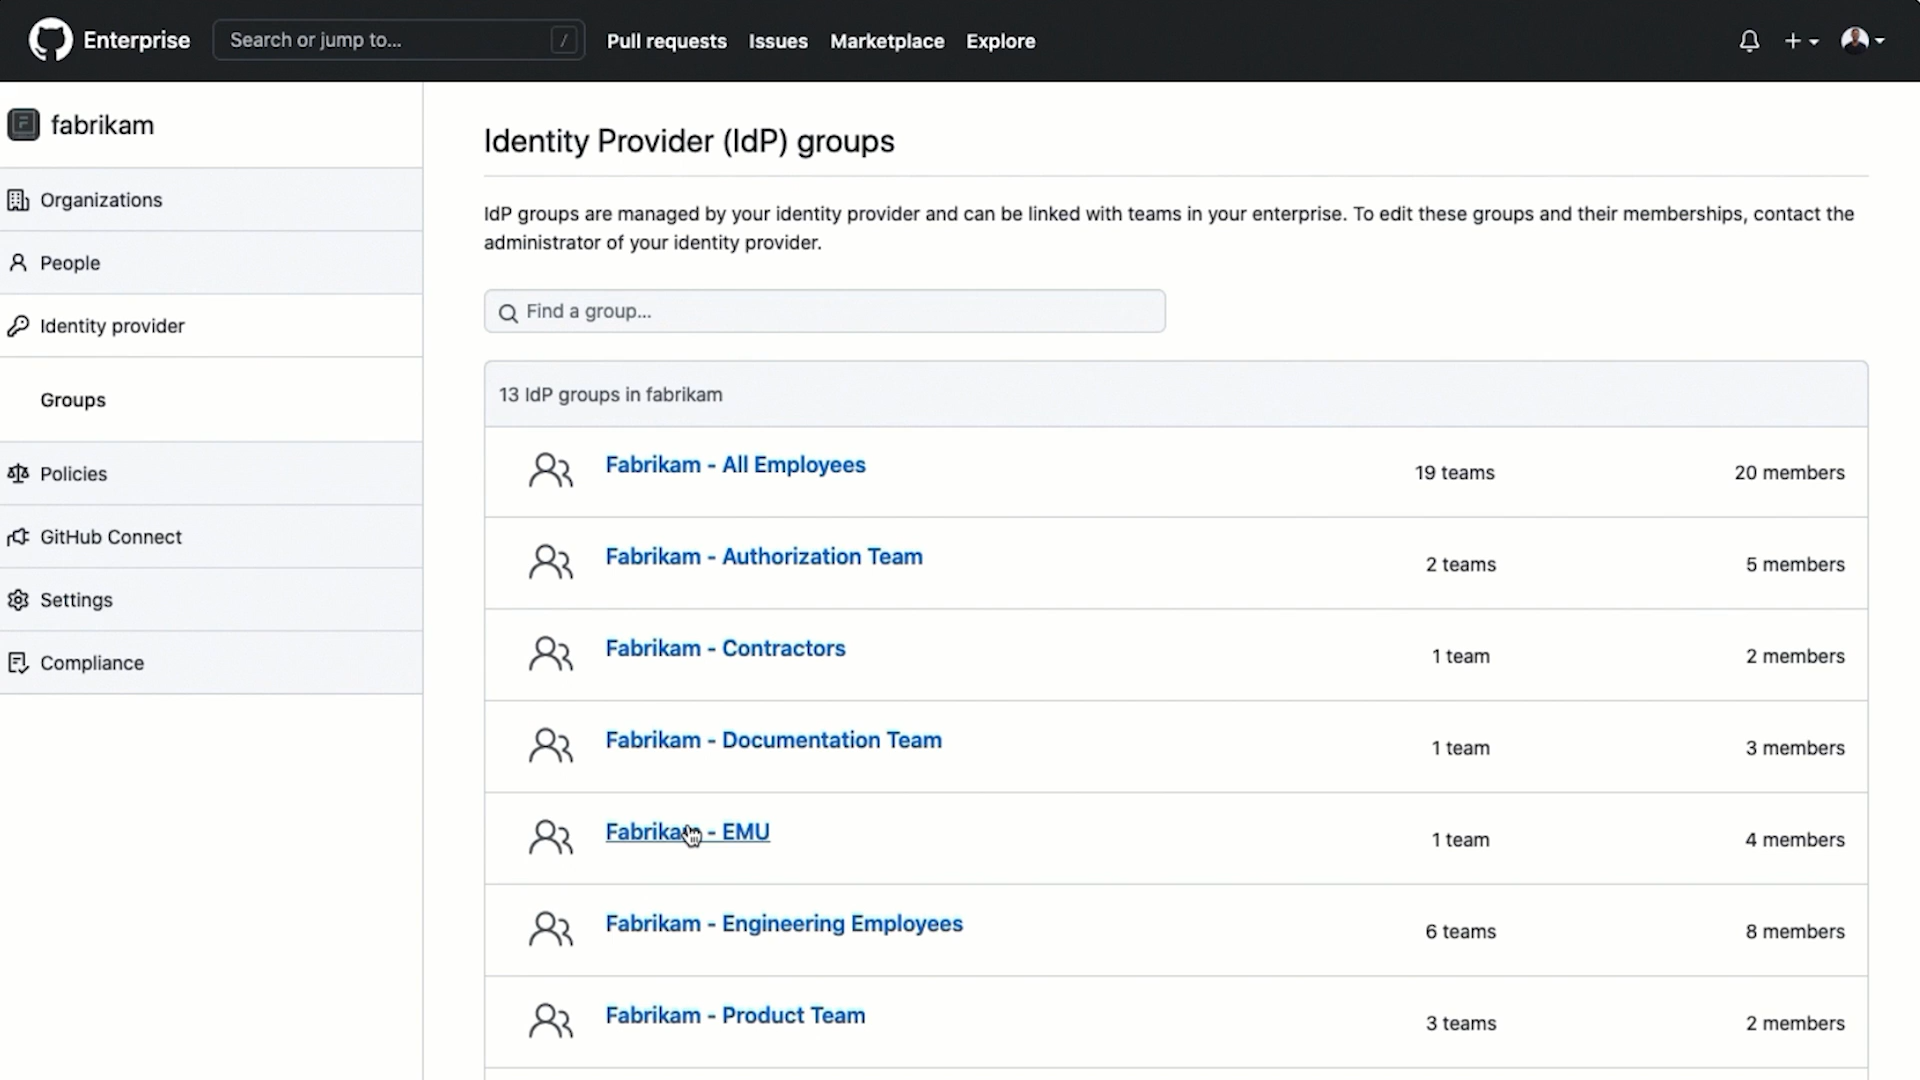 Enterprise
Search or jump to...
/
Pull requests
Issues
Marketplace
Explore
fabrikam
Organizations
People
Identity provider
Groups
Policies
GitHub Connect
Settings
Compliance
Identity Provider (IdP) groups
IdP groups are managed by your identity provider and can be linked with teams in your enterprise. To edit these groups and their memberships, contact the
administrator of your identity provider.
Find a group...
13 IdP groups in fabrikam
Fabrikam - All Employees 19 teams 20 members
Fabrikam - Authorization Team 2 teams 5 members
Fabrikam - Contractors 1 team 2 members
Fabrikam - Documentation Team 1 team 3 members
Fabrikam - EMU 1 team 4 members
Fabrikam - Engineering Employees 6 teams 8 members
Fabrikam - Product Team 3 teams 2 members